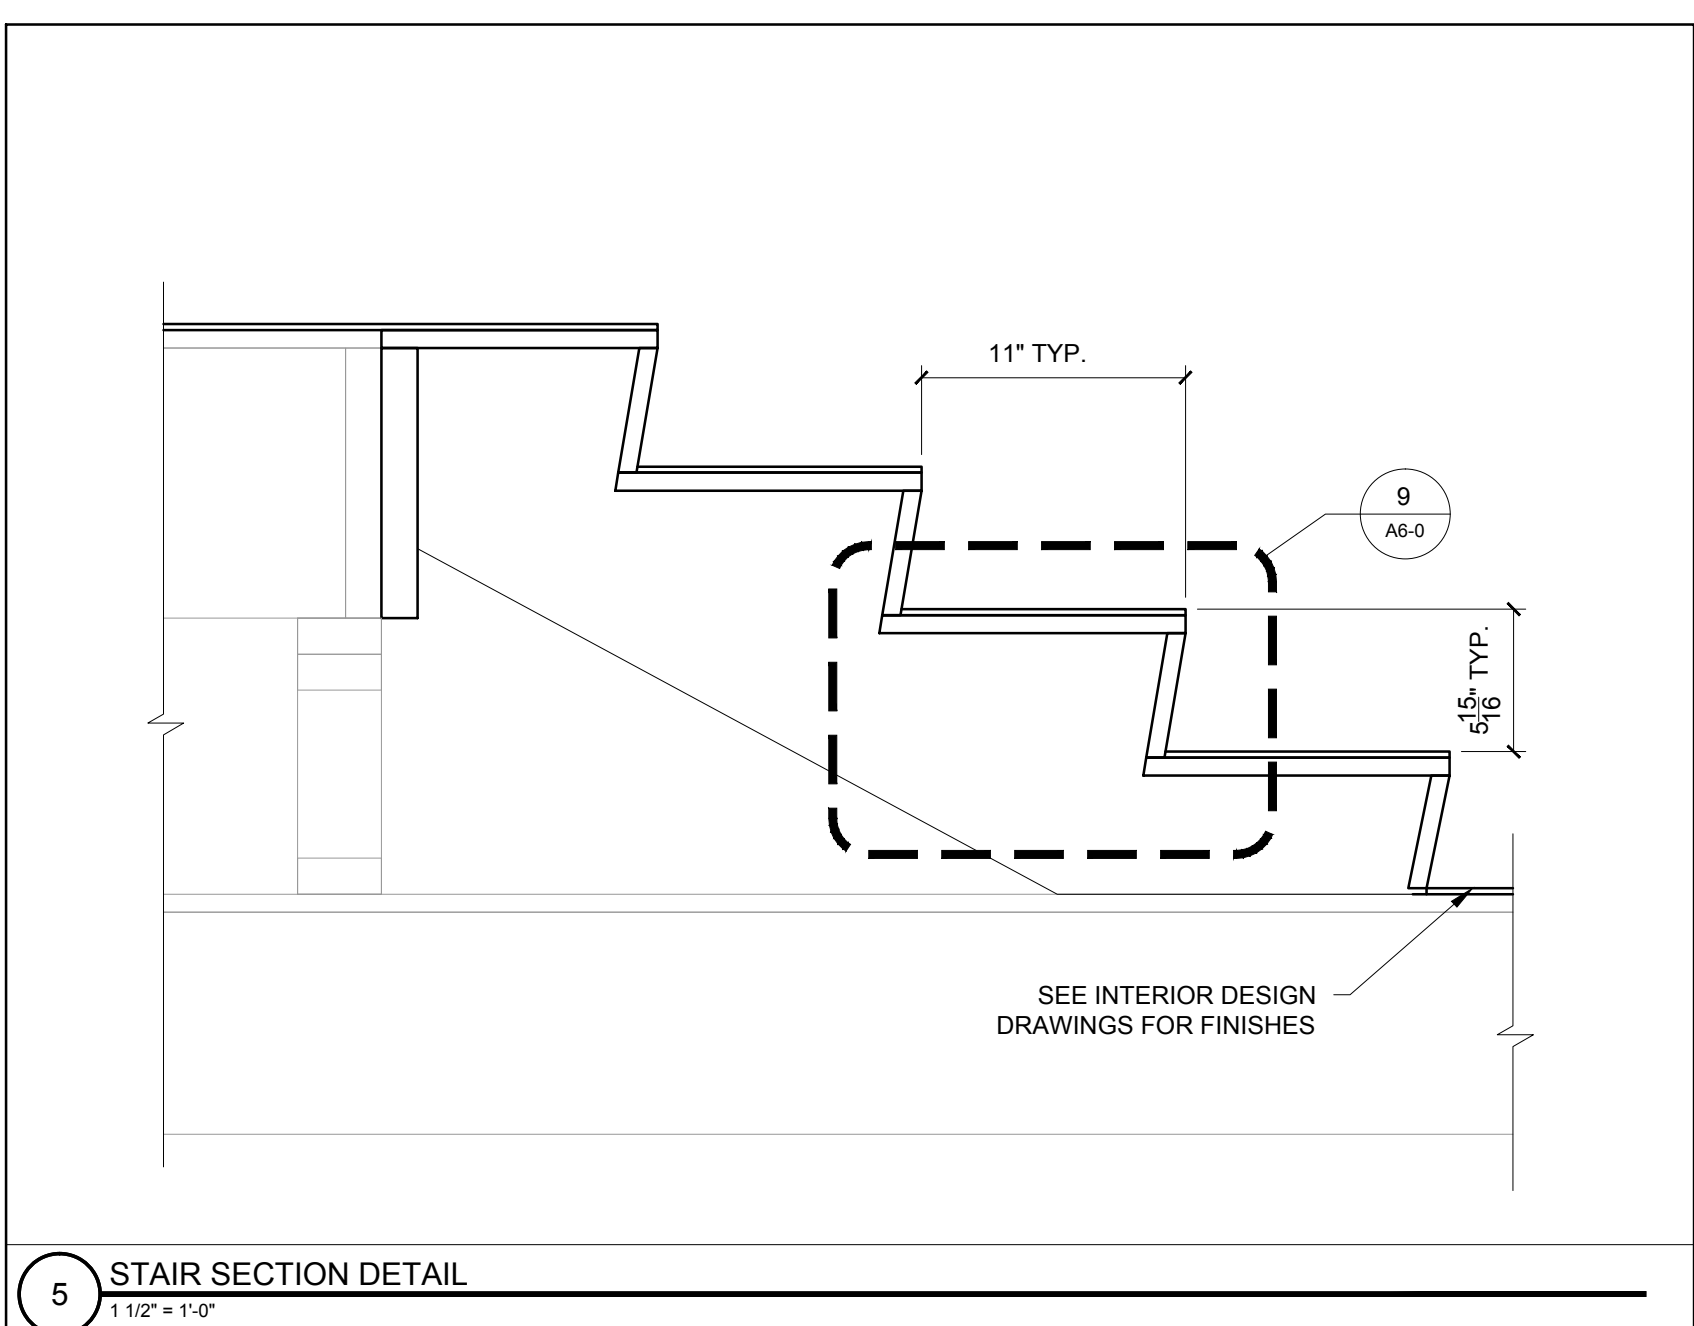 11" TYP.
9
A6-0
5 15/16" TYP.
SEE INTERIOR DESIGN
DRAWINGS FOR FINISHES
5
STAIR SECTION DETAIL
1 1/2" = 1'-0"